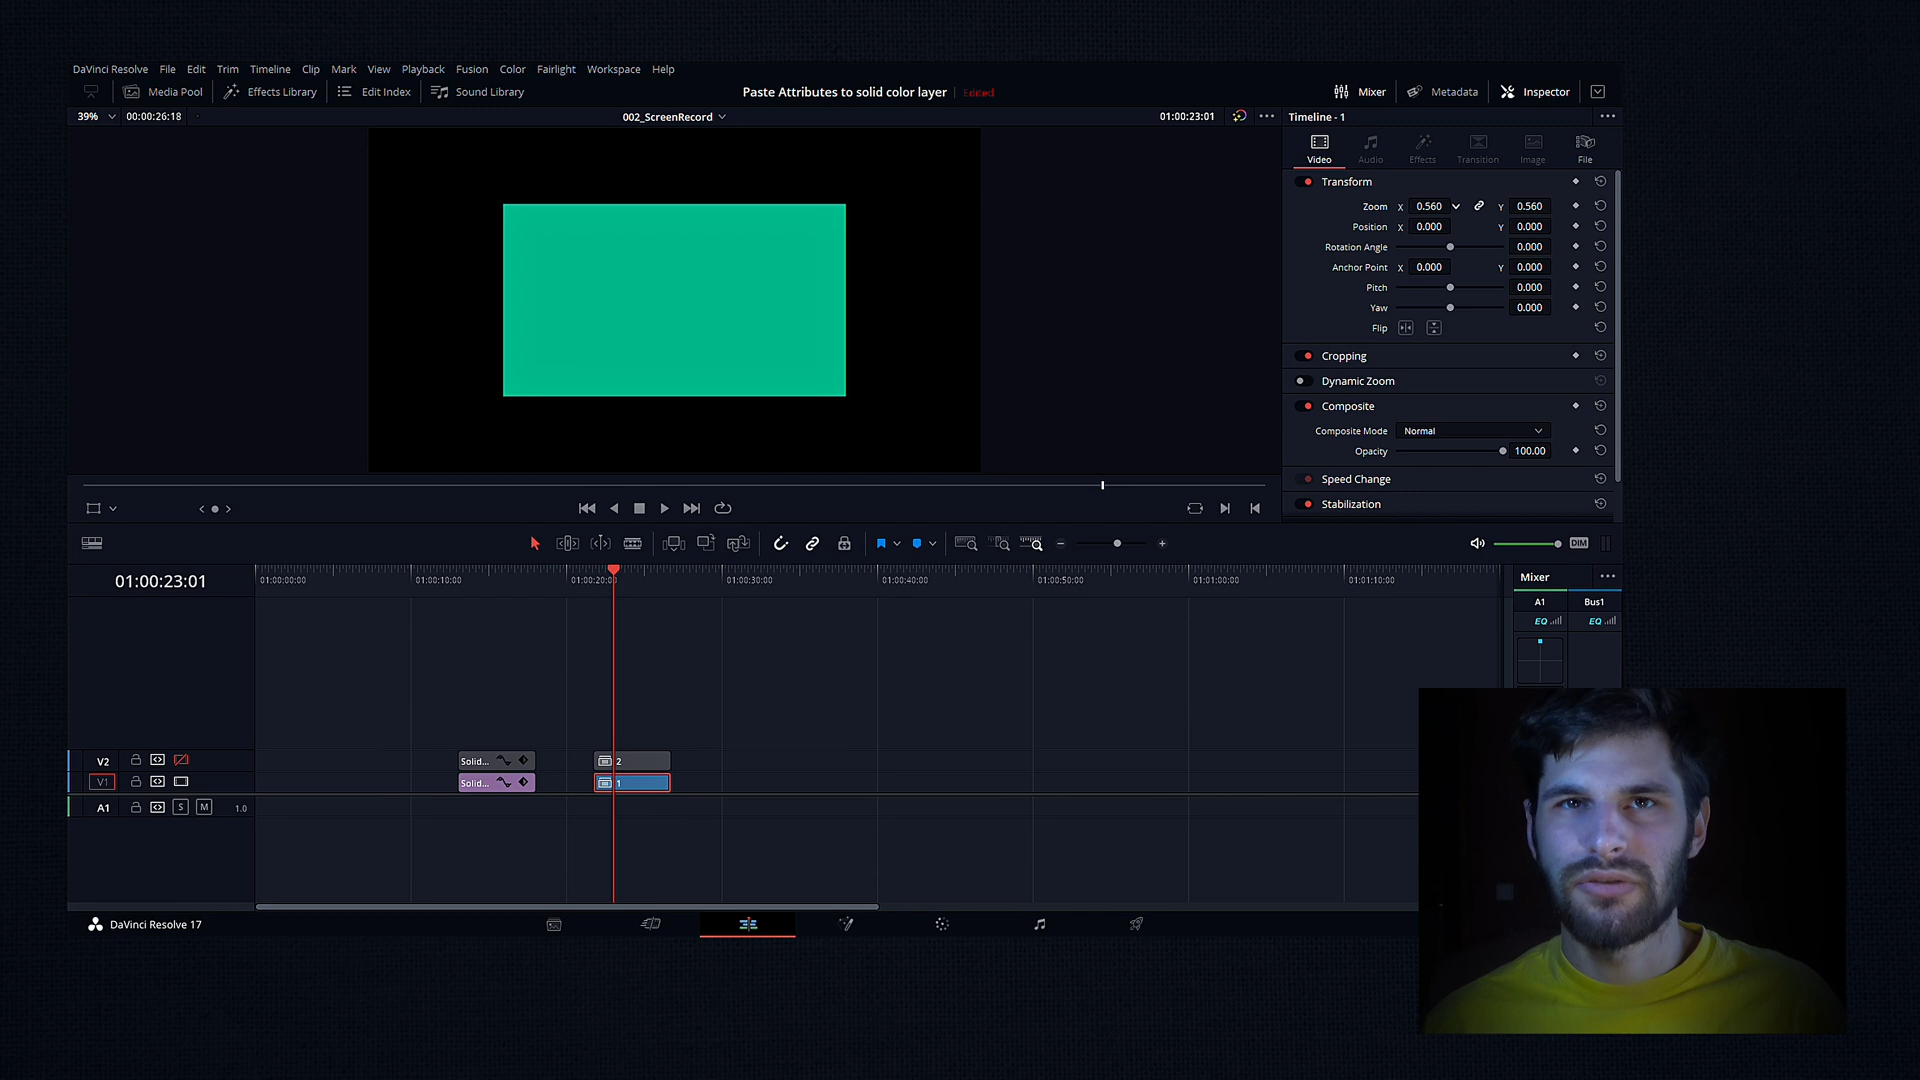 DaVinci Resolve File Edit Trim Timeline Clip Mark View Playback Fusion Color Fairlight Workspace Help
Media Pool Effects Library Edit Index Sound Library Paste Attributes to solid color layer Edited Mixer Metadata Inspector
39% 00:00:26:18 002_ScreenRecord 01:00:23:01 Timeline - 1
Video Audio Effects Transition Image File
Transform
Zoom X 0.560 Y 0.560
Position X 0.000 Y 0.000
Rotation Angle 0.000
Anchor Point X 0.000 Y 0.000
Pitch 0.000
Yaw 0.000
Flip
Cropping
Dynamic Zoom
Composite
Composite Mode Normal
Opacity 100.00
Speed Change
Stabilization
DIM
01:00:23:01 01:00:00:00 01:00:10:00 01:00:20:00 01:00:30:00 01:00:40:00 01:00:50:00 01:01:00:00 01:01:10:00
Mixer
A1 Bus1
EQ EQ
V2 Solid... 2
V1 Solid... 1
A1 S M 1.0
DaVinci Resolve 17